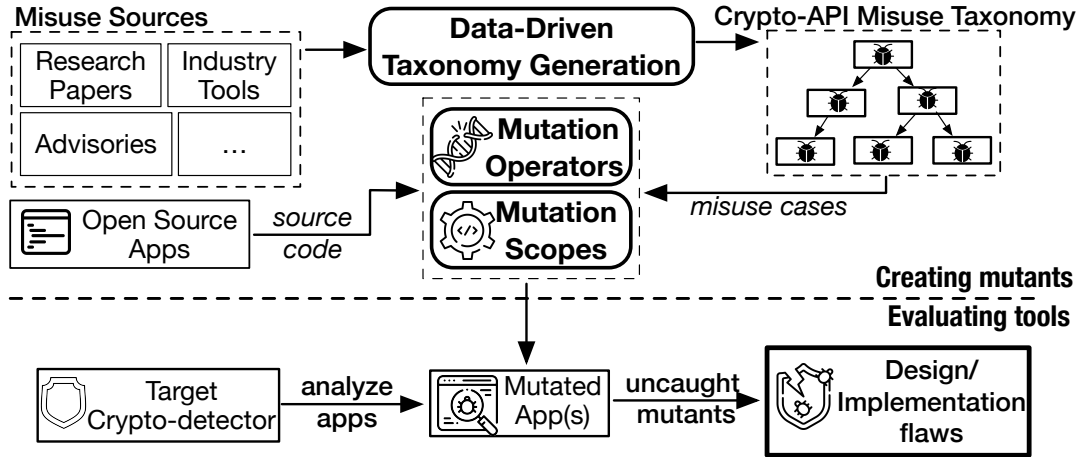 Misuse Sources
Research
Papers
Industry
Tools
Advisories
...
Data-Driven
Taxonomy Generation
Crypto-API Misuse Taxonomy
Mutation
Operators
Mutation
Scopes
</>
Open Source
Apps
source
code
misuse cases
Creating mutants
Evaluating tools
Target
Crypto-detector
analyze
apps
Mutated
App(s)
uncaught
mutants
Design/
Implementation
flaws